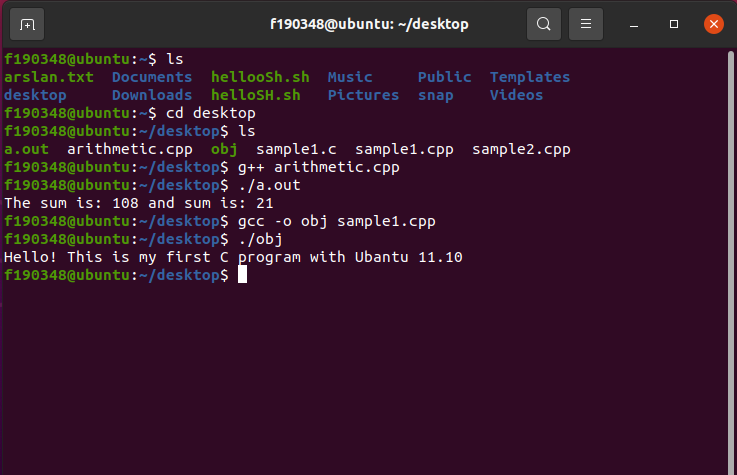 f190348@ubuntu: ~/desktop
f190348@ubuntu:~$ ls
arslan.txt Documents hellooSh.sh Music Public Templates
desktop Downloads helloSH.sh Pictures snap Videos
f190348@ubuntu:~$ cd desktop
f190348@ubuntu:~/desktop$ ls
a.out arithmetic.cpp obj sample1.c sample1.cpp sample2.cpp
f190348@ubuntu:~/desktop$ g++ arithmetic.cpp
f190348@ubuntu:~/desktop$ ./a.out
The sum is: 108 and sum is: 21
f190348@ubuntu:~/desktop$ gcc -o obj sample1.cpp
f190348@ubuntu:~/desktop$ ./obj
Hello! This is my first C program with Ubantu 11.10
f190348@ubuntu:~/desktop$